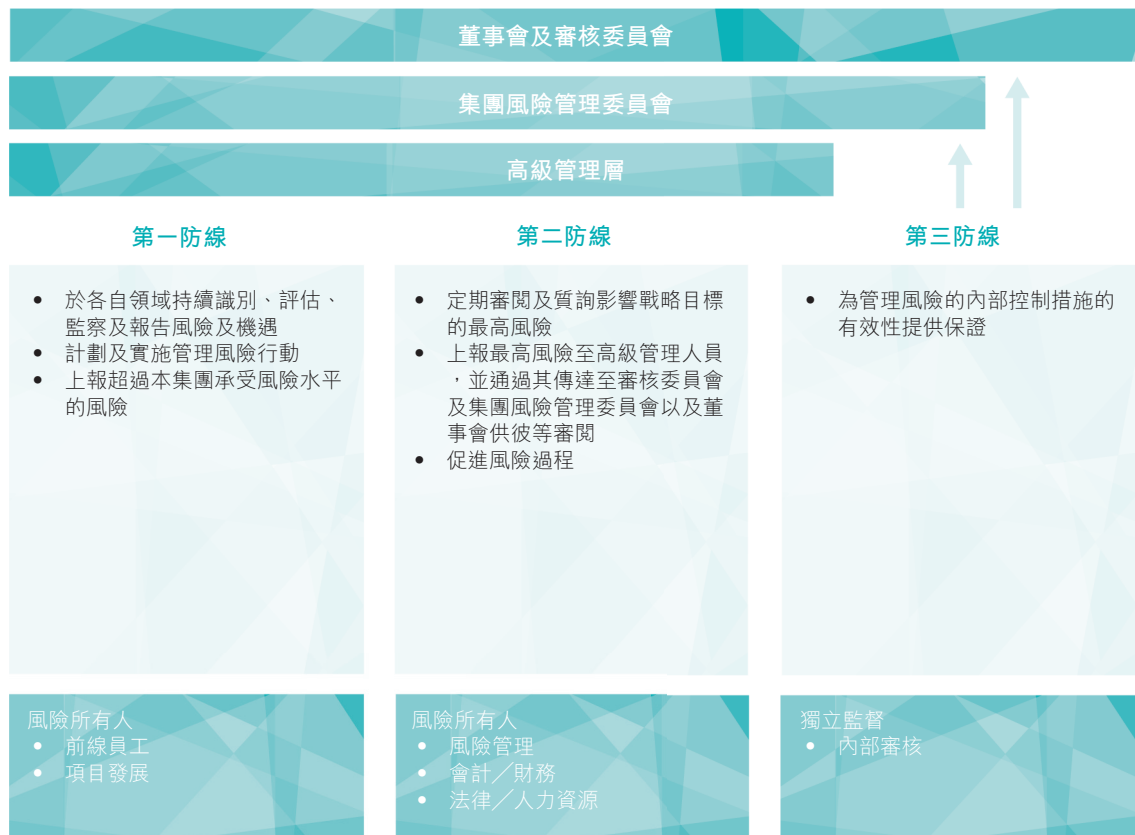 董事會及審核委員會
集團風險管理委員會
高級管理層
第一防線
• 於各自領域持續識別、評估、
監察及報告風險及機遇
• 計劃及實施管理風險行動
• 上報超過本集團承受風險水平
的風險
風險所有人
• 前線員工
• 項目發展
第二防線
• 定期審閱及質詢影響戰略目標
的最高風險
• 上報最高風險至高級管理人員
，並通過其傳達至審核委員會
及集團風險管理委員會以及董
事會供彼等審閱
• 促進風險過程
風險所有人
• 風險管理
• 會計╱財務
• 法律╱人力資源
第三防線
• 為管理風險的內部控制措施的
有效性提供保證
獨立監督
• 內部審核